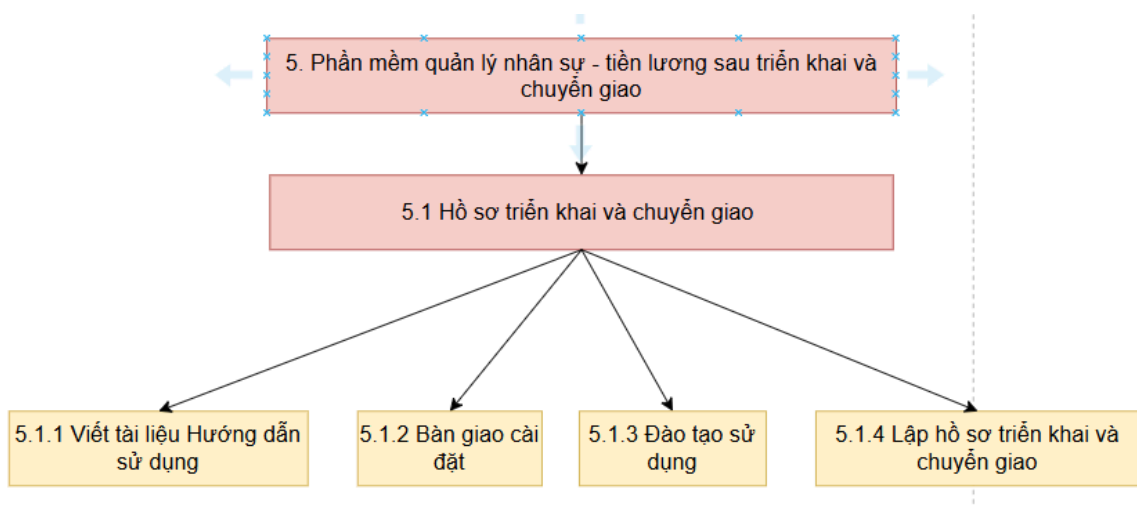 5. Phần mềm quản lý nhân sự - tiền lương sau triển khai và
chuyển giao
5.1 Hồ sơ triển khai và chuyển giao
5.1.1 Viết tài liệu Hướng dẫn
sử dụng
5.1.2 Bàn giao cài
đặt
5.1.3 Đào tạo sử
dụng
5.1.4 Lập hồ sơ triển khai và
chuyển giao